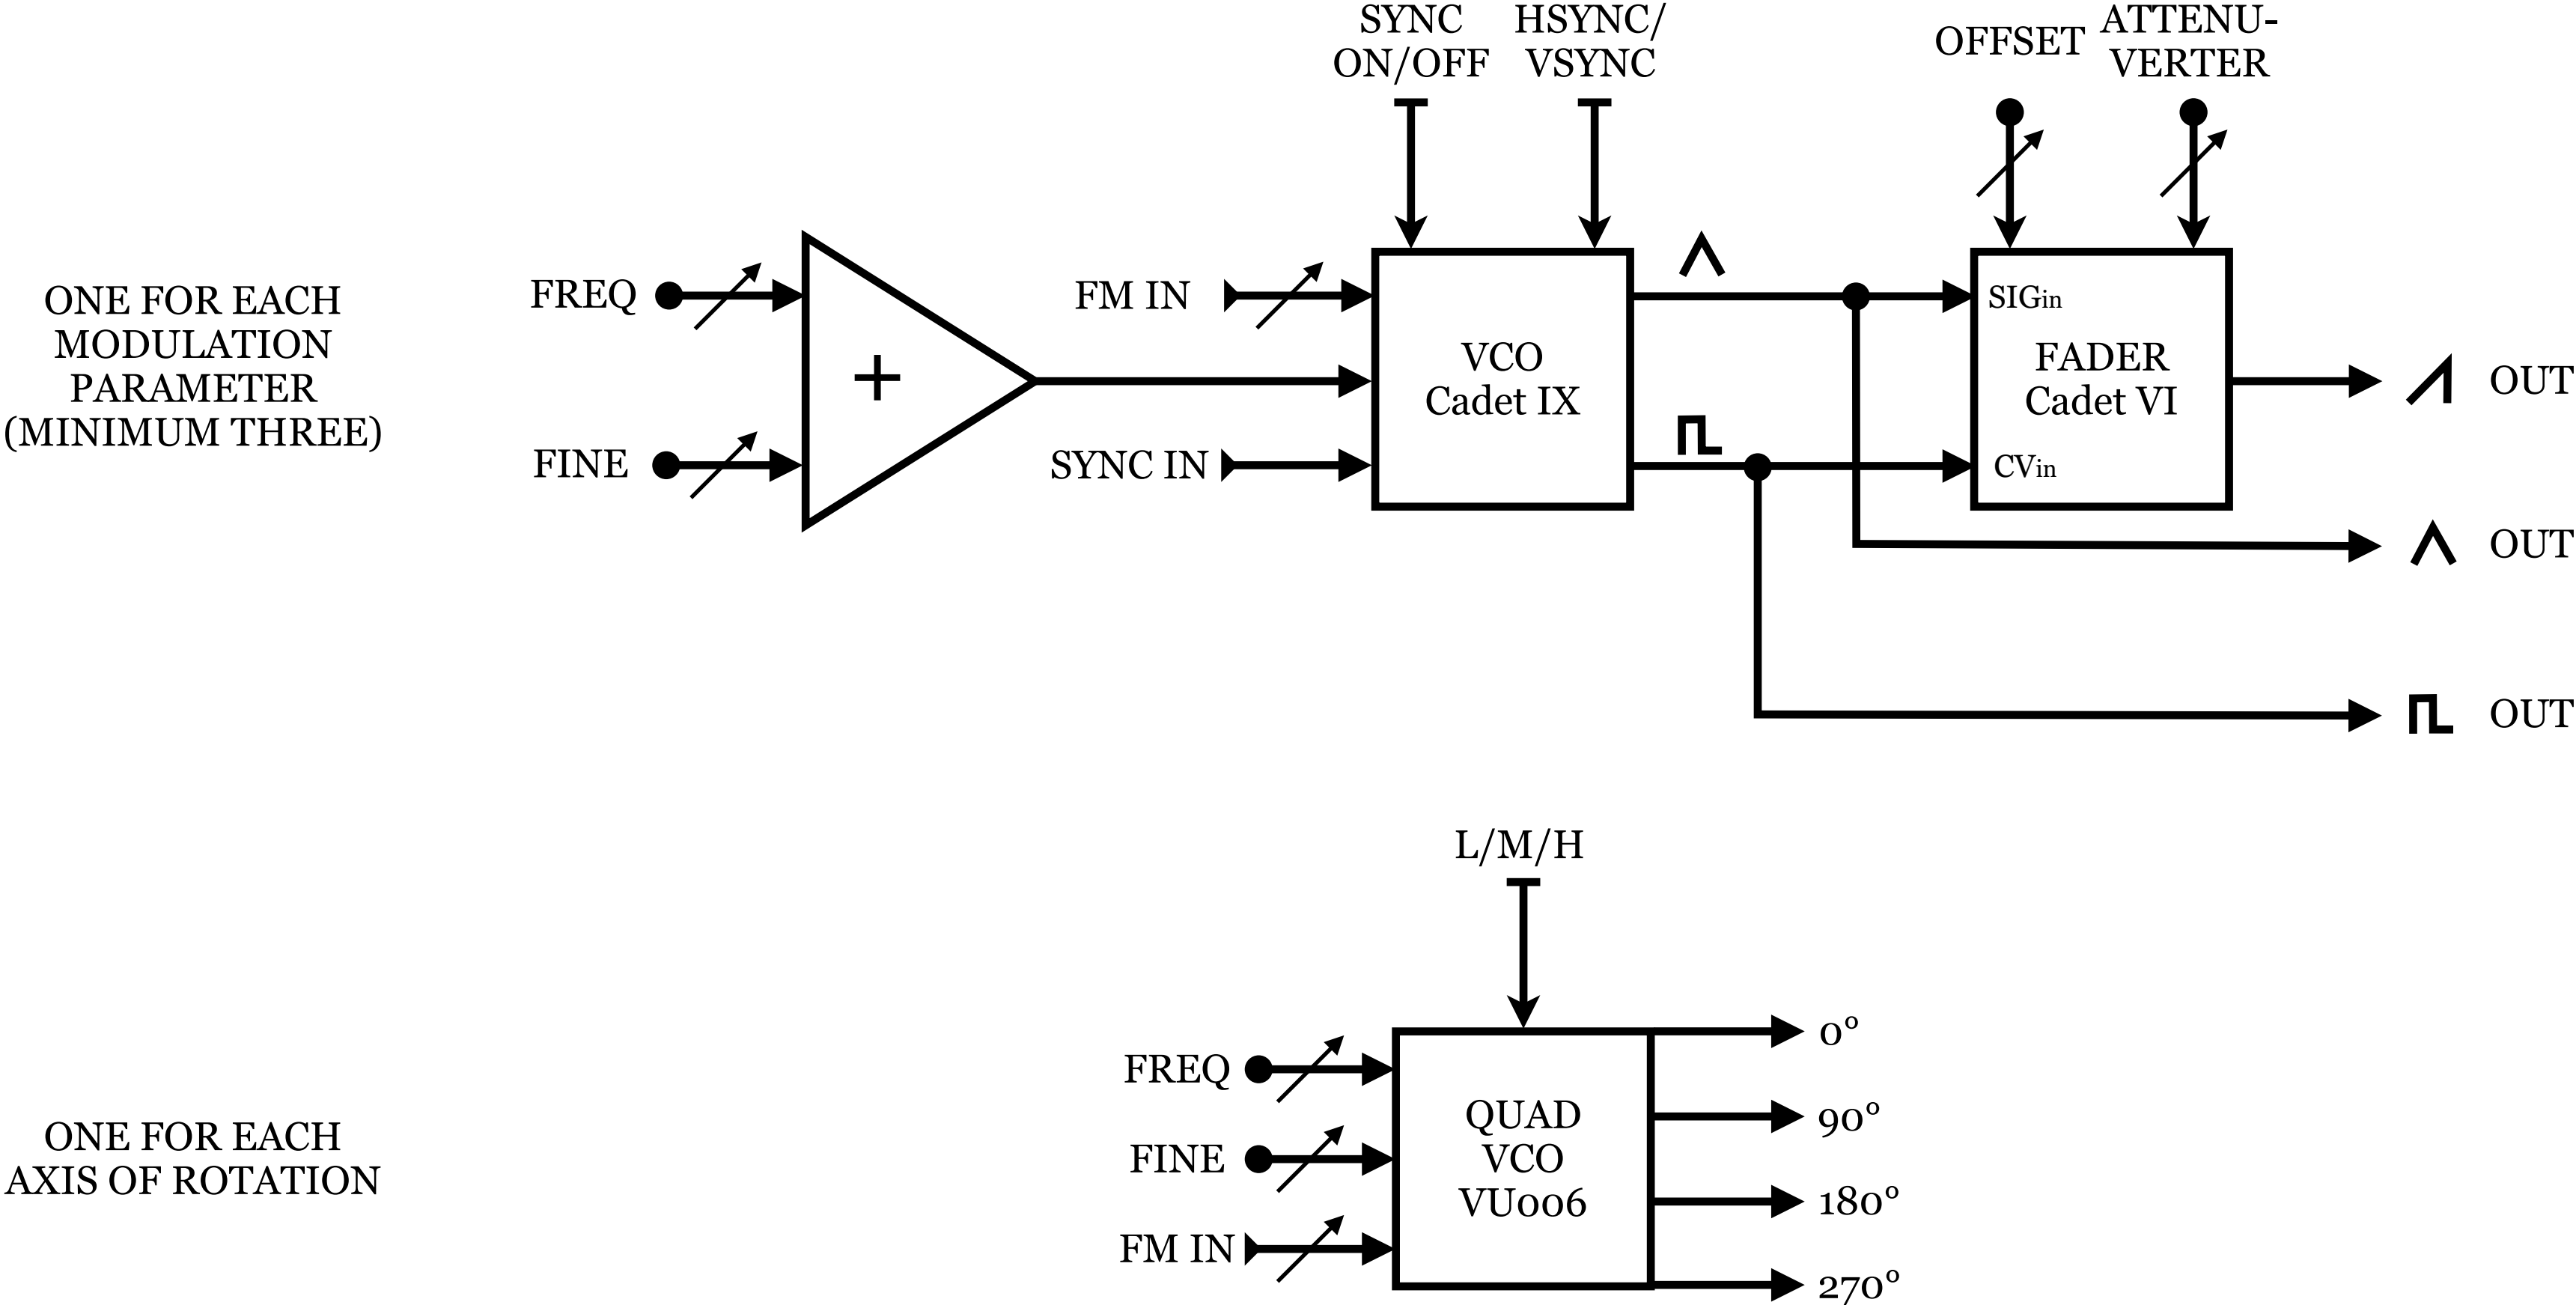 SYNC
ON/OFF
HSYNC/
VSYNC
OFFSET
ATTENU-
VERTER
ONE FOR EACH
MODULATION
PARAMETER
(MINIMUM THREE)
FREQ
FINE
+
FM IN
SYNC IN
VCO
Cadet IX
SIGin
FADER
Cadet VI
CVin
OUT
OUT
OUT
L/M/H
ONE FOR EACH
AXIS OF ROTATION
FREQ
FINE
FM IN
QUAD
VCO
VU006
0°
90°
180°
270°